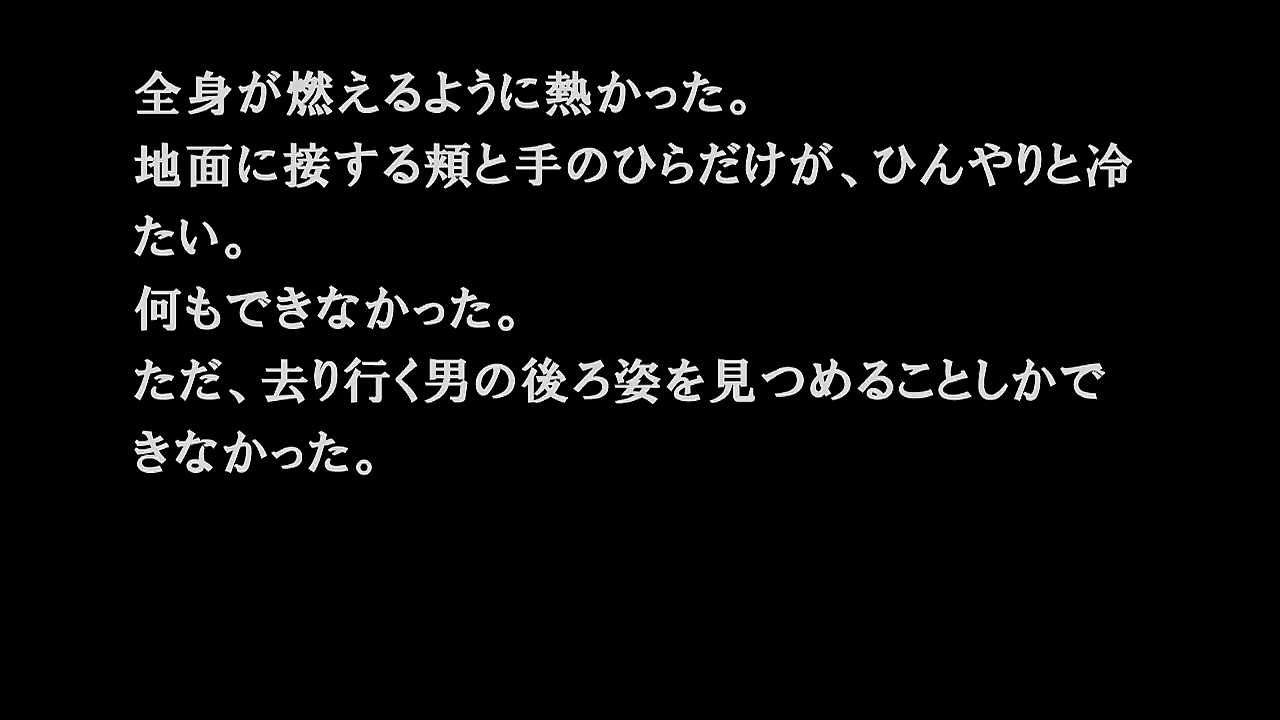 全身が燃えるように熱かった。
地面に接する頬と手のひらだけが、ひんやりと冷
たい。
何もできなかった。
ただ、去り行く男の後ろ姿を見つめることしかで
きなかった。